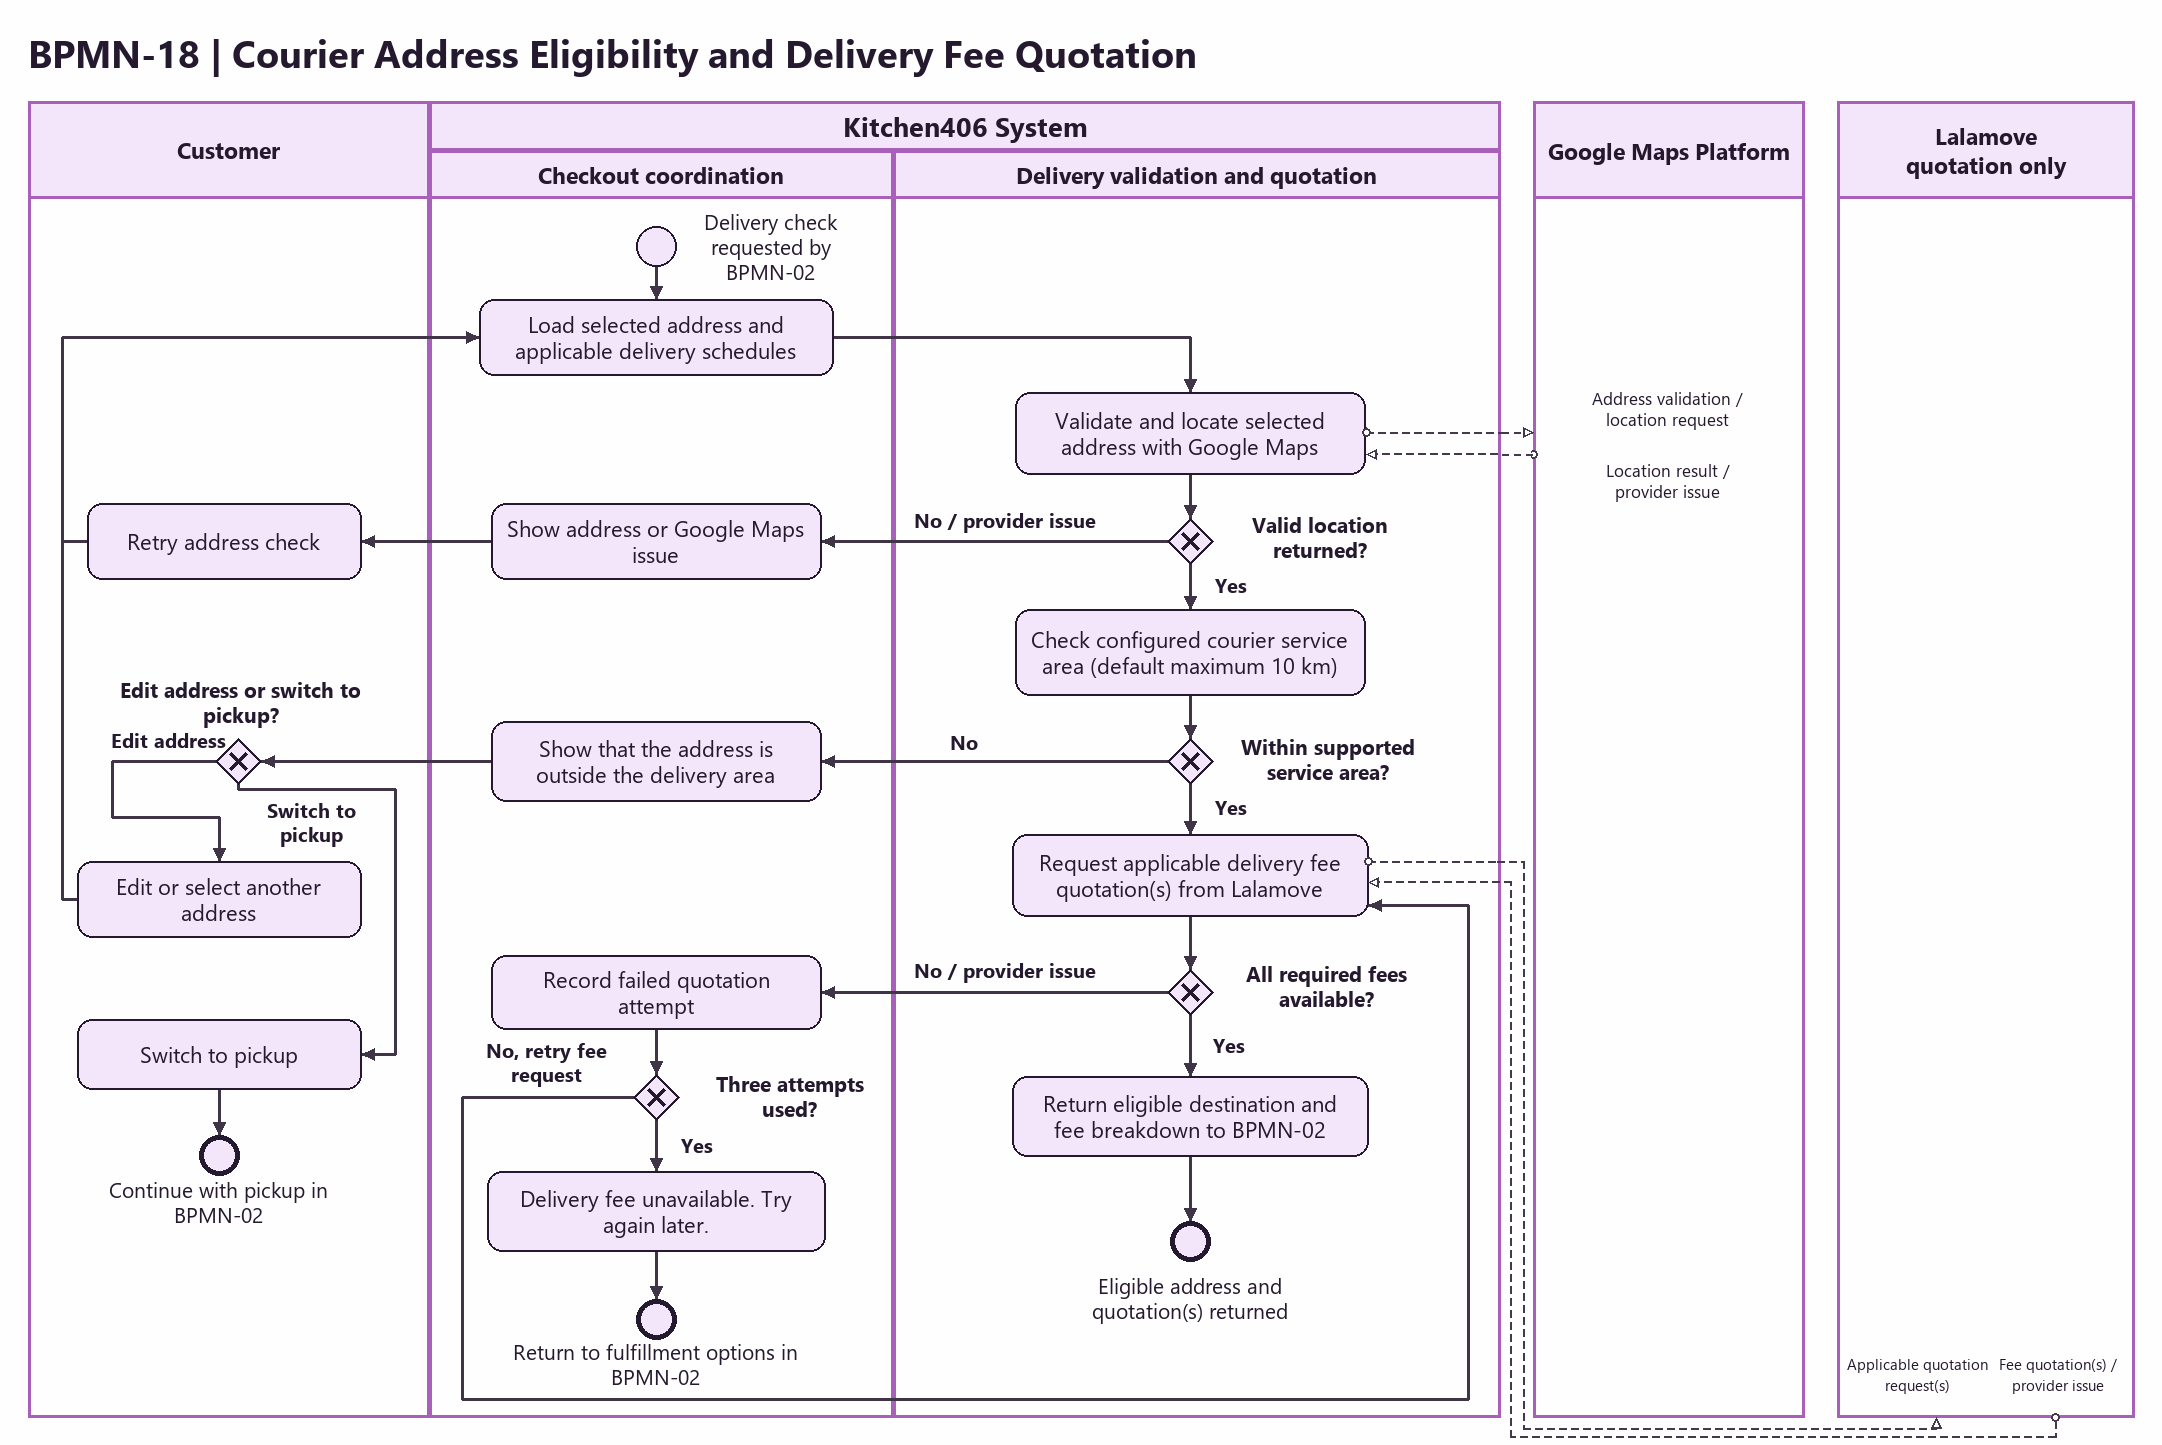 BPMN-18 | Courier Address Eligibility and Delivery Fee Quotation
Customer
Kitchen406 System
Checkout coordination
Delivery validation and quotation
Google Maps Platform
Lalamove
quotation only
Delivery check
requested by
BPMN-02
Load selected address and
applicable delivery schedules
Validate and locate selected
address with Google Maps
Address validation /
location request
Location result /
provider issue
Retry address check
Show address or Google Maps
issue
No / provider issue
Valid location
returned?
Yes
Check configured courier service
area (default maximum 10 km)
Edit address or switch to
pickup?
Edit address
Switch to
pickup
Show that the address is
outside the delivery area
No
Within supported
service area?
Yes
Request applicable delivery fee
quotation(s) from Lalamove
Edit or select another
address
Record failed quotation
attempt
No / provider issue
All required fees
available?
Yes
Switch to pickup
No, retry fee
request
Three attempts
used?
Yes
Return eligible destination and
fee breakdown to BPMN-02
Continue with pickup in
BPMN-02
Delivery fee unavailable. Try
again later.
Eligible address and
quotation(s) returned
Return to fulfillment options in
BPMN-02
Applicable quotation
request(s)
Fee quotation(s) /
provider issue